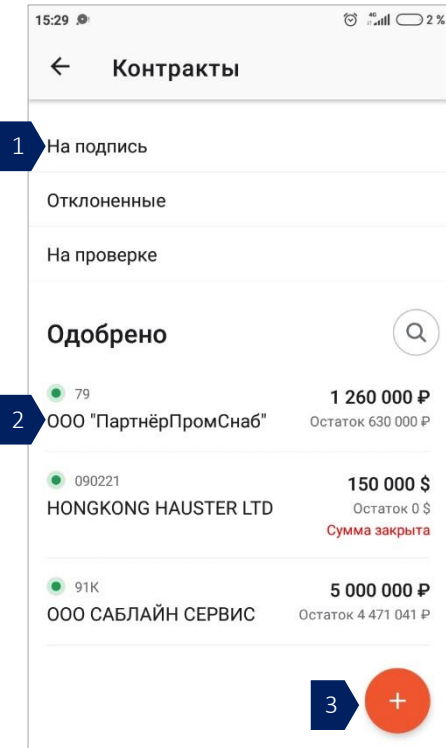 15:29 4G 2 %
Контракты
1 На подпись
Отклоненные
На проверке
Одобрено
79 1 260 000 ₽
2 ООО "ПартнёрПромСнаб" Остаток 630 000 ₽
090221 150 000 $
HONGKONG HAUSTER LTD Остаток 0 $
Сумма закрыта
91К 5 000 000 ₽
ООО САБЛАЙН СЕРВИС Остаток 4 471 041 ₽
3 +